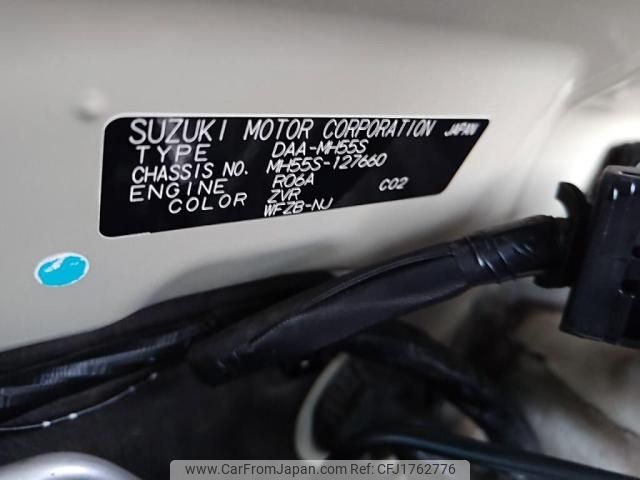 SUZUKI MOTOR CORPORATION JAPAN
TYPE DAA-MH55S
CHASSIS NO. MH55S-127660
ENGINE R06A C02
COLOR ZVR
WFZB-NJ
www.CarFromJapan.com | Ref No: CFJ1762776